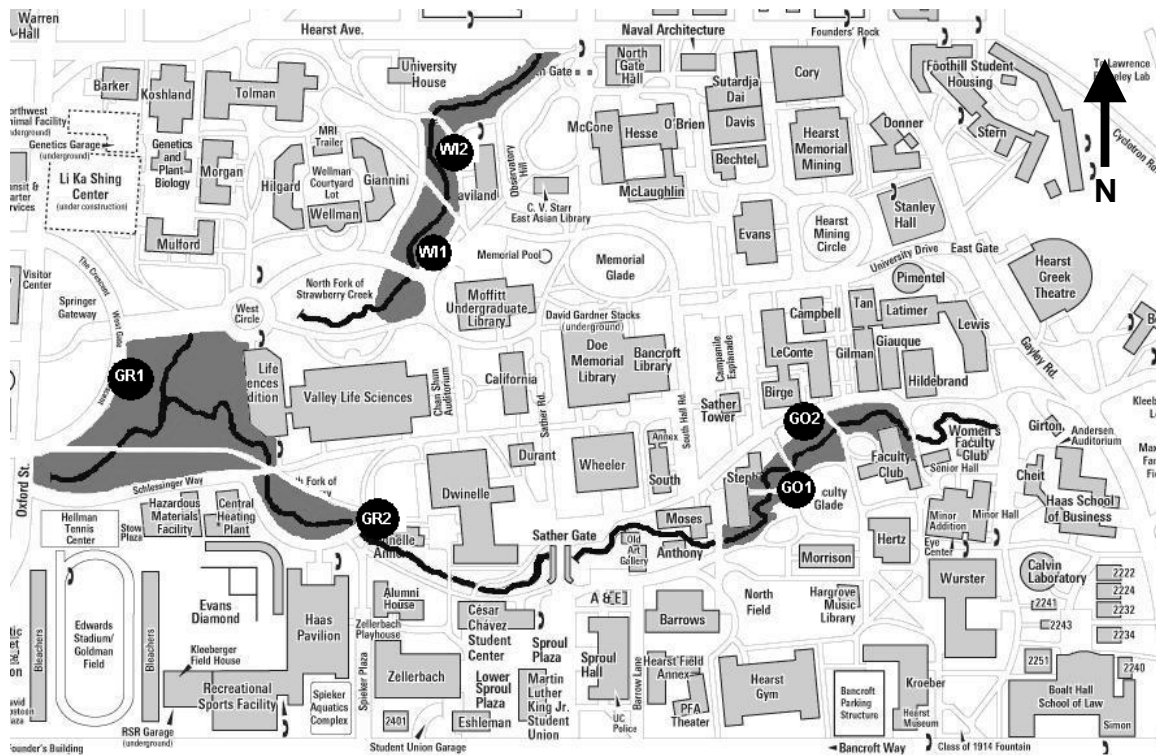 Warren
Hall
Hearst Ave.
Naval Architecture
Founders' Rock
University
House
North
Gate
Hall
Gate
Sutardja
Dai
Cory
Foothill Student
Housing
To Lawrence
Lab
Barker
Koshland
Tolman
McCone
Hesse
O'Brien
Davis
Hearst
Memorial
Mining
Donner
Stern
Cyclotron Rd.
N
Genetics Garage
(underground)
Genetics
and
Plant
Biology
MRI
Trailer
Morgan
Hilgard
Wellman
Courtyard
Lot
Giannini
Wellman
WI2
Observatory
Hill
Bechtel
McLaughlin
Li Ka Shing
Center
(under construction)
C. V. Starr
East Asian Library
Stanley
Hall
Mulford
WI1
Evans
Hearst
Mining
Circle
University Drive
East Gate
Visitor
Center
The Crescent
Springer
Gateway
West Gate
West
Circle
North Fork of
Strawberry Creek
Memorial Pool
Memorial
Glade
Pimentel
Hearst
Greek
Theatre
Moffitt
Undergraduate
Library
David Gardner Stacks
(underground)
Campbell
Tan
Latimer
Lewis
Gayley Rd.
GR1
Life
Valley Life Sciences
Chan Shun
Auditorium
California
Doe
Memorial
Library
Bancroft
Library
Campanile
Esplanade
LeConte
Gilman
Giauque
Hildebrand
Birge
Sather Rd.
South Hall Rd.
Sather
Tower
GO2
Women's
Faculty
Club
Girton
Andersen
Auditorium
Oxford St.
Durant
Wheeler
Annex
South
Faculty
Club
Senior Hall
Cheit
Haas School
of Business
Schlessinger Way
Dwinelle
GO1
Glade
Hellman
Tennis
Center
Hazardous
Materials
Facility
Central
Heating
Plant
GR2
Sather Gate
Moses
Old
Art
Gallery
Anthony
Minor
Addition
Minor Hall
Eye
Center
Hertz
Morrison
Wurster
Calvin
Laboratory
2222
2224
2232
2234
2241
2243
Bleachers
Edwards
Stadium/
Goldman
Field
Bleachers
Evans
Diamond
Haas
Pavilion
Alumni
House
Zellerbach
Playhouse
César
Chávez
Student
Center
A & E
Barrows
North
Field
Hargrove
Music
Library
Kleeberger
Field House
Recreational
Sports Facility
Spieker
Aquatics
Complex
Spieker Plaza
Zellerbach
Lower
Sproul
Plaza
Sproul
Plaza
Sproul
Hall
Martin
Luther
King Jr.
Student
Union
Barrow Lane
Hearst Field
Annex
PFA
Theater
Hearst
Gym
Bancroft
Parking
Structure
Kroeber
Hearst
Museum
2251
2240
Boalt Hall
School of Law
Simon
2401
Eshleman
UC
Police
RSR Garage
(underground)
Student Union Garage
Bancroft Way
Class of 1914 Fountain